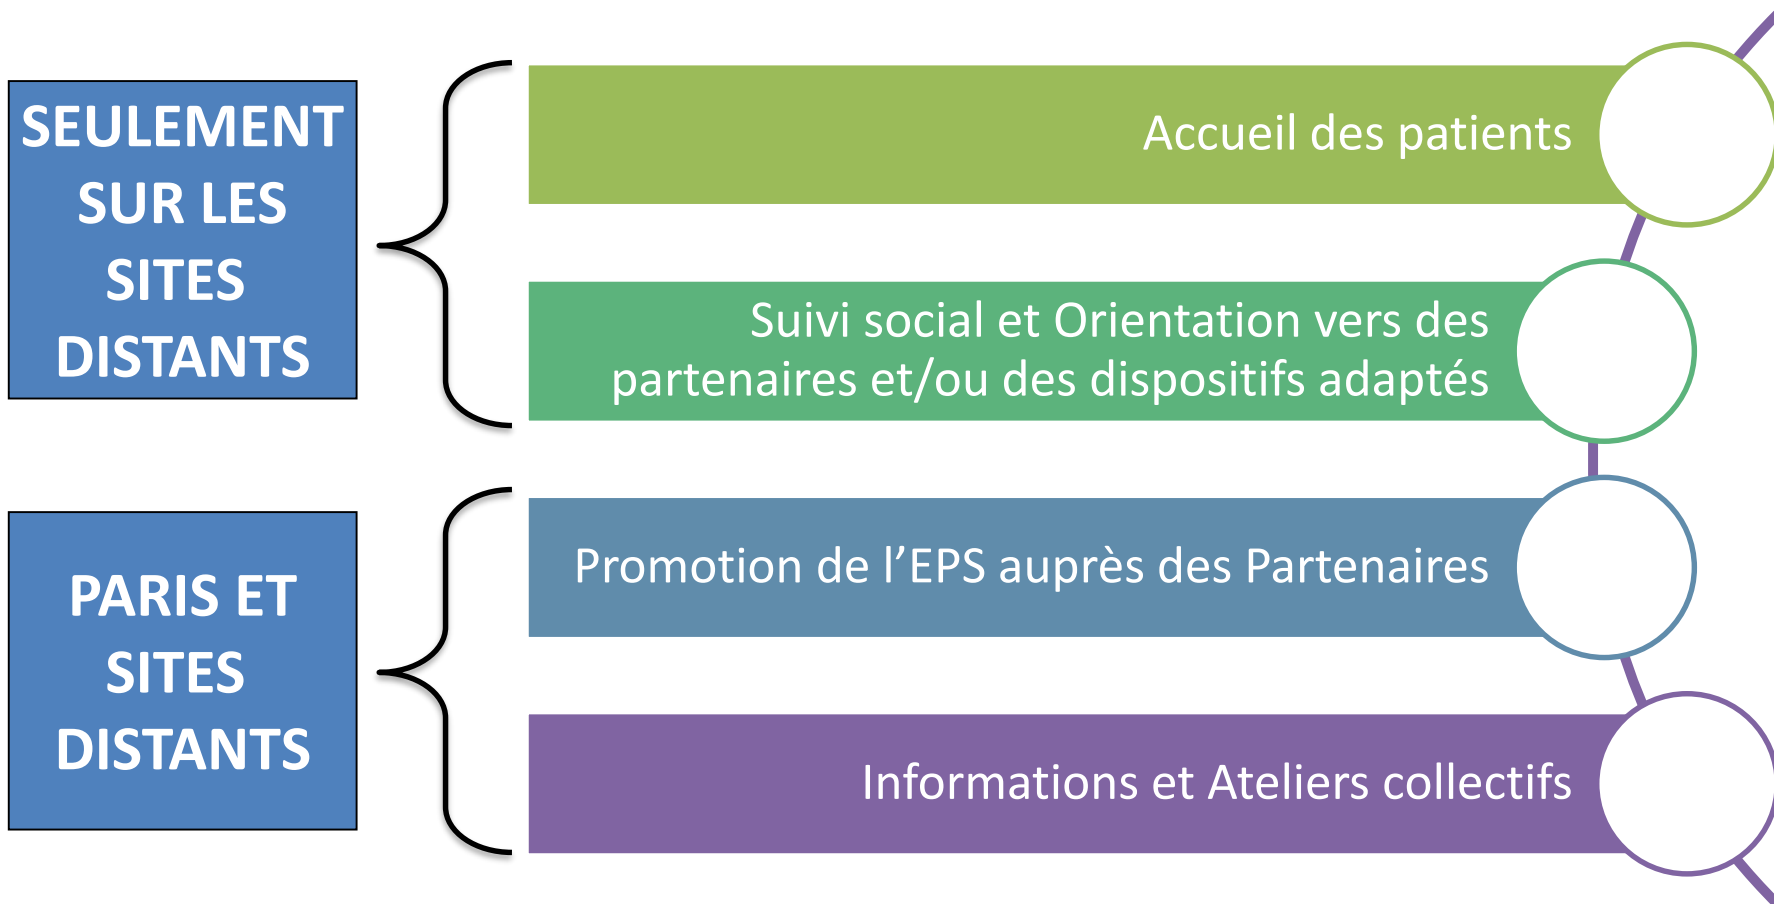 SEULEMENT
SUR LES
SITES
DISTANTS
Accueil des patients
Suivi social et Orientation vers des
partenaires et/ou des dispositifs adaptés
PARIS ET
SITES
DISTANTS
Promotion de l’EPS auprès des Partenaires
Informations et Ateliers collectifs